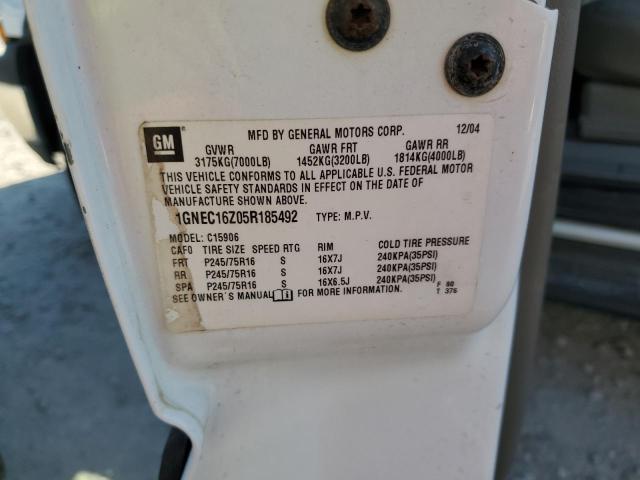 GM
MFD BY GENERAL MOTORS CORP. 12/04
GVWR GAWR FRT GAWR RR
3175KG(7000LB) 1452KG(3200LB) 1814KG(4000LB)
THIS VEHICLE CONFORMS TO ALL APPLICABLE U.S. FEDERAL MOTOR
VEHICLE SAFETY STANDARDS IN EFFECT ON THE DATE OF
MANUFACTURE SHOWN ABOVE.
1GNEC16Z05R185492 TYPE: M.P.V.
MODEL: C15906
CAFO TIRE SIZE SPEED RTG RIM COLD TIRE PRESSURE
FRT P245/75R16 S 16X7J 240KPA(35PSI)
RR P245/75R16 S 16X7J 240KPA(35PSI)
SPA P245/75R16 S 16X6.5J 240KPA(35PSI)
SEE OWNER'S MANUAL FOR MORE INFORMATION.
F 80
T 376